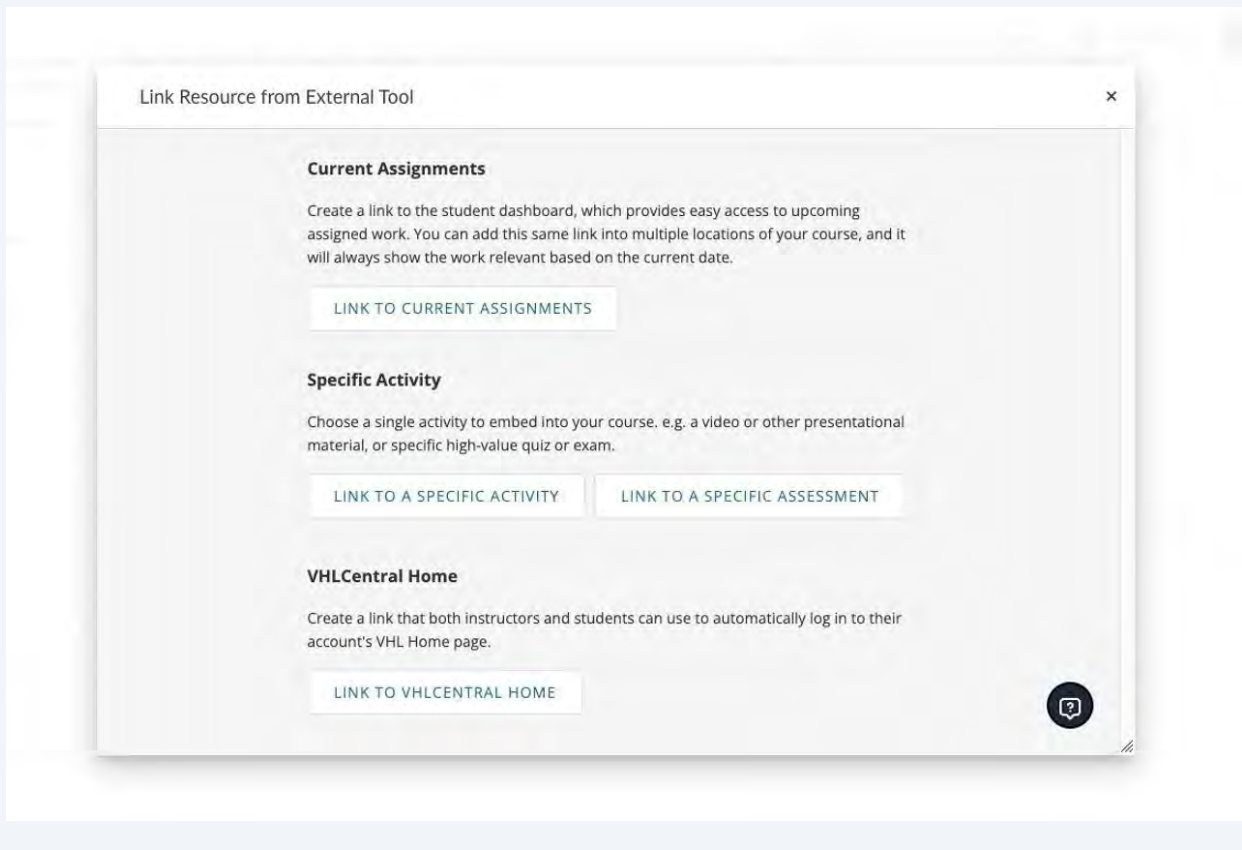 Link Resource from External Tool ×
Current Assignments
Create a link to the student dashboard, which provides easy access to upcoming
assigned work. You can add this same link into multiple locations of your course, and it
will always show the work relevant based on the current date.
LINK TO CURRENT ASSIGNMENTS
Specific Activity
Choose a single activity to embed into your course. e.g. a video or other presentational
material, or specific high-value quiz or exam.
LINK TO A SPECIFIC ACTIVITY LINK TO A SPECIFIC ASSESSMENT
VHLCentral Home
Create a link that both instructors and students can use to automatically log in to their
account's VHL Home page.
LINK TO VHLCENTRAL HOME
?